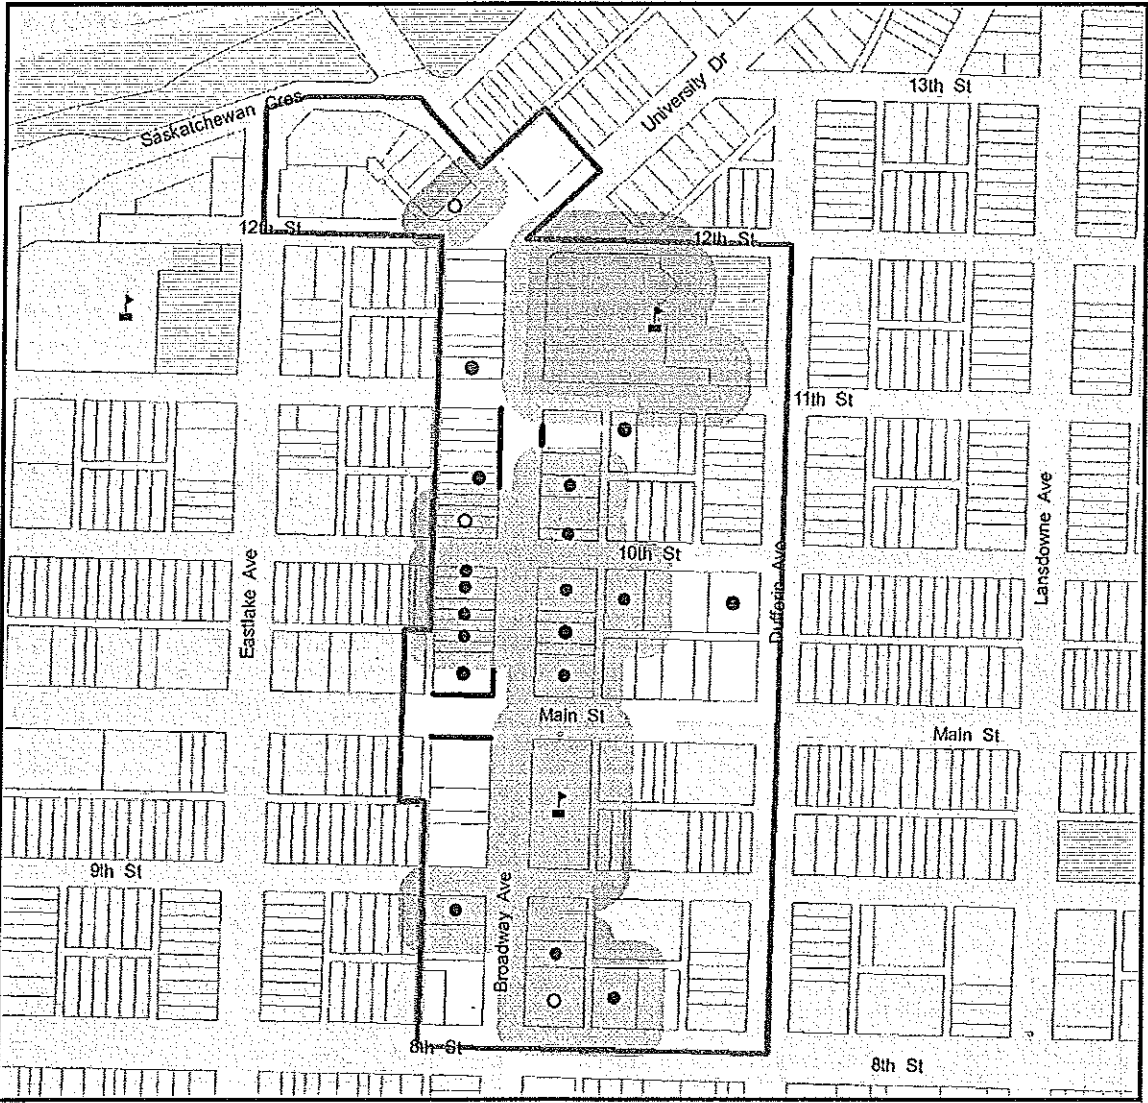 13th St
University Dr
Saskatchewan Cres
12th St
12th St
11th St
Lansdowne Ave
10th St
Eastlake Ave
Dufferin Ave
Main St
Main St
9th St
Broadway Ave
8th St
8th St